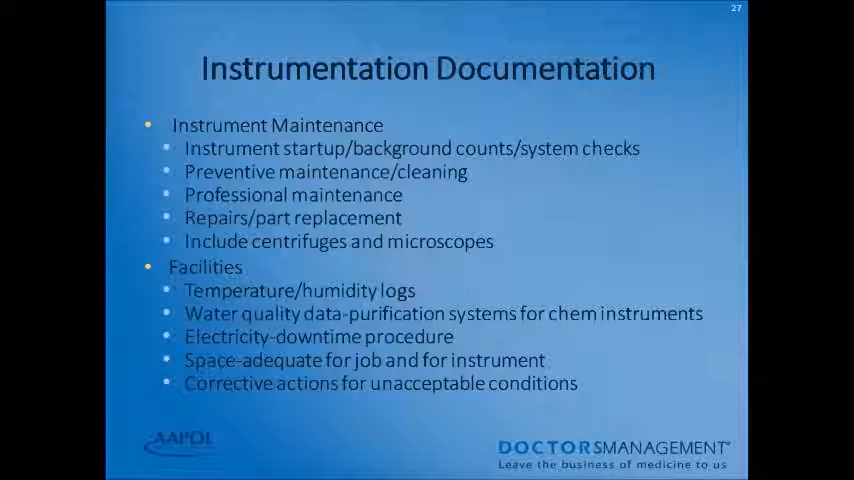 27
Instrumentation Documentation
• Instrument Maintenance
• Instrument startup/background counts/system checks
• Preventive maintenance/cleaning
• Professional maintenance
• Repairs/part replacement
• Include centrifuges and microscopes
• Facilities
• Temperature/humidity logs
• Water quality data-purification systems for chem instruments
• Electricity-downtime procedure
• Space-adequate for job and for instrument
• Corrective actions for unacceptable conditions
AAPOL
DOCTORSMANAGEMENT®
Leave the business of medicine to us